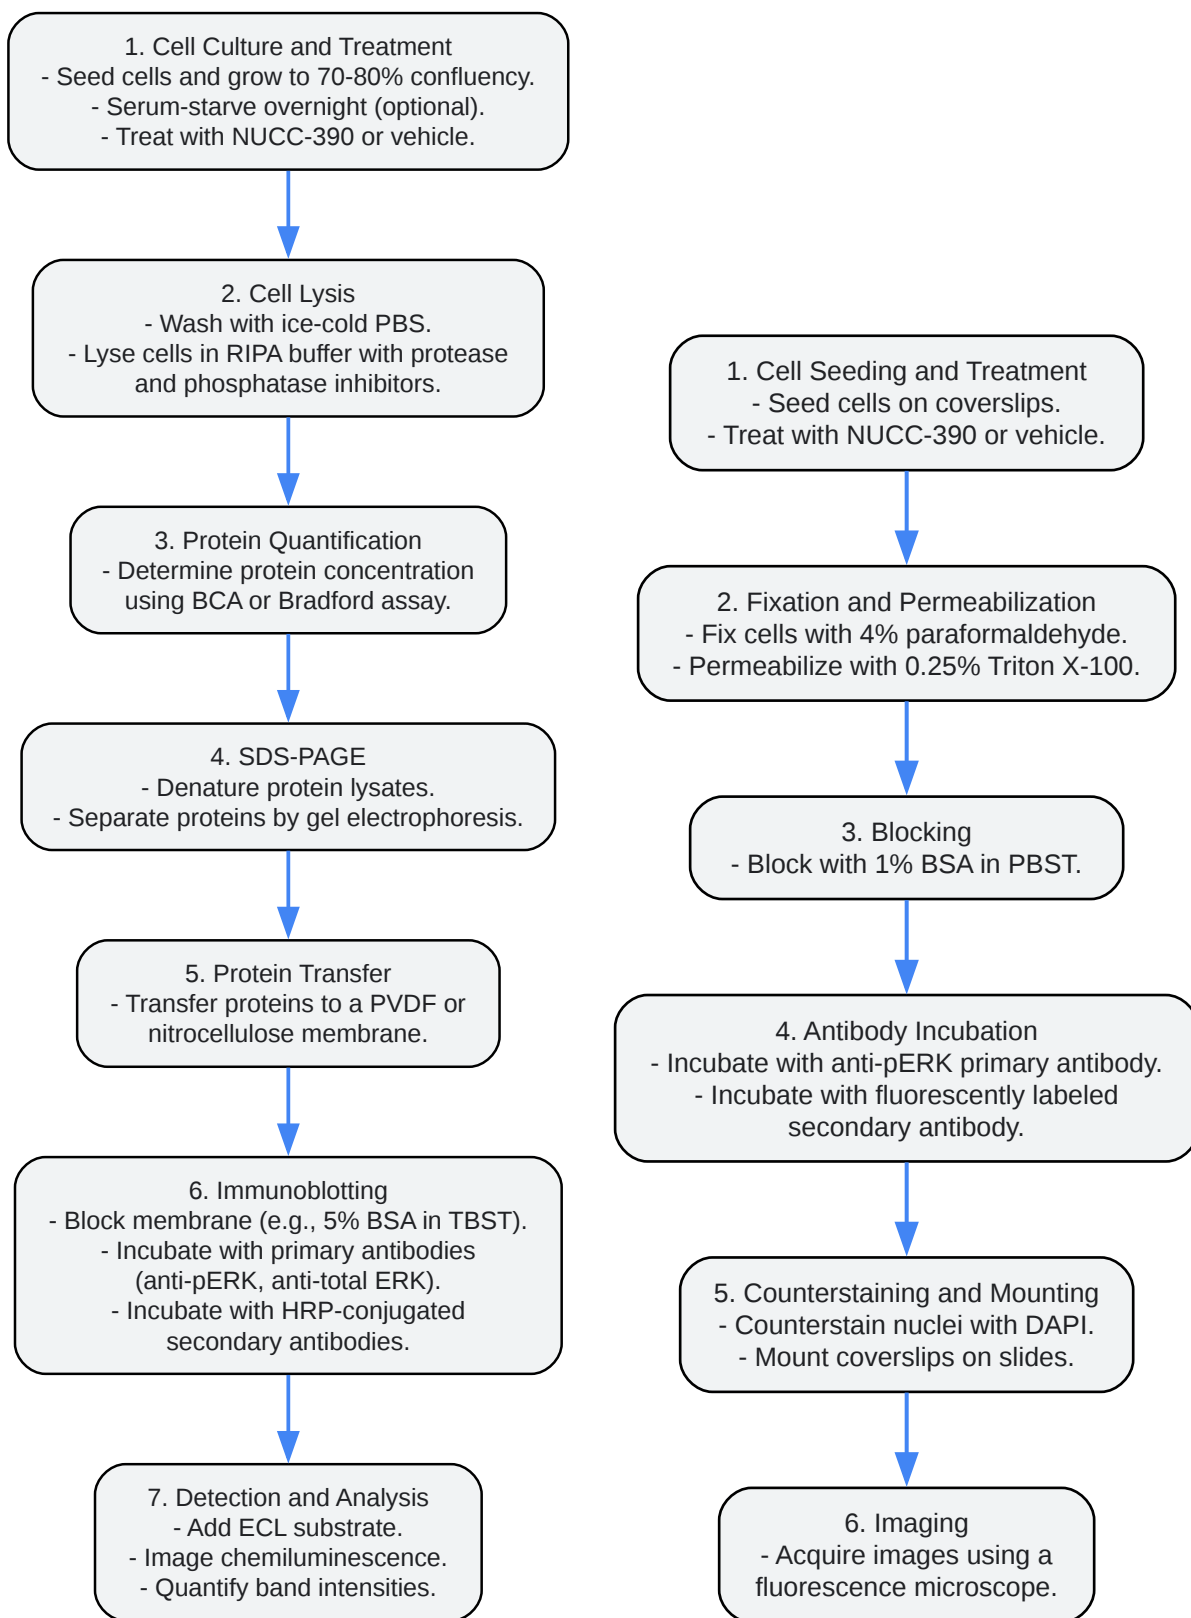 1. Cell Culture and Treatment
- Seed cells and grow to 70-80% confluency.
- Serum-starve overnight (optional).
- Treat with NUCC-390 or vehicle.
2. Cell Lysis
- Wash with ice-cold PBS.
- Lyse cells in RIPA buffer with protease
and phosphatase inhibitors.
3. Protein Quantification
- Determine protein concentration
using BCA or Bradford assay.
4. SDS-PAGE
- Denature protein lysates.
- Separate proteins by gel electrophoresis.
5. Protein Transfer
- Transfer proteins to a PVDF or
nitrocellulose membrane.
6. Immunoblotting
- Block membrane (e.g., 5% BSA in TBST).
- Incubate with primary antibodies
(anti-pERK, anti-total ERK).
- Incubate with HRP-conjugated
secondary antibodies.
7. Detection and Analysis
- Add ECL substrate.
- Image chemiluminescence.
- Quantify band intensities.
1. Cell Seeding and Treatment
- Seed cells on coverslips.
- Treat with NUCC-390 or vehicle.
2. Fixation and Permeabilization
- Fix cells with 4% paraformaldehyde.
- Permeabilize with 0.25% Triton X-100.
3. Blocking
- Block with 1% BSA in PBST.
4. Antibody Incubation
- Incubate with anti-pERK primary antibody.
- Incubate with fluorescently labeled
secondary antibody.
5. Counterstaining and Mounting
- Counterstain nuclei with DAPI.
- Mount coverslips on slides.
6. Imaging
- Acquire images using a
fluorescence microscope.